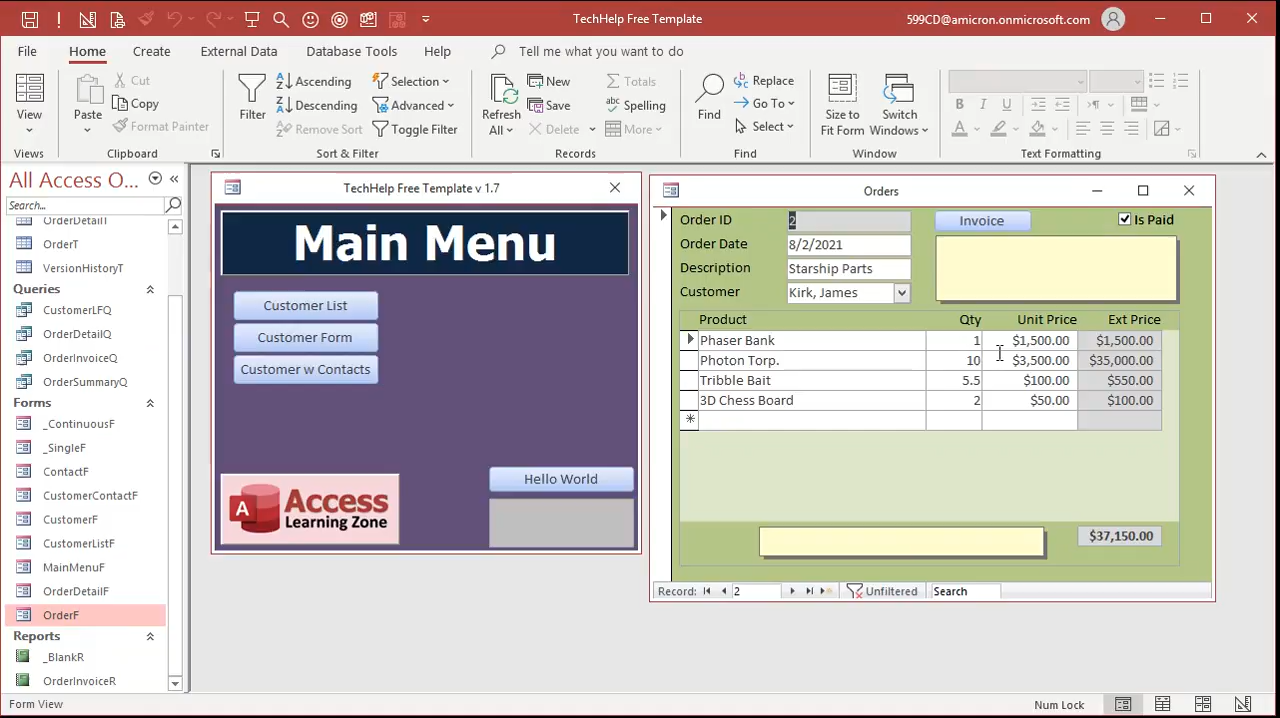 TechHelp Free Template
599CD@amicron.onmicrosoft.com
File Home Create External Data Database Tools Help Tell me what you want to do
View
Views
Paste
Cut
Copy
Format Painter
Clipboard
Filter
Ascending
Descending
Remove Sort
Selection
Advanced
Toggle Filter
Sort & Filter
Refresh
All
New
Save
Delete
Totals
Spelling
More
Records
Find
Replace
Go To
Select
Find
Size to
Fit Form
Switch
Windows
Window
B I U
A
Text Formatting
All Access O...
Search...
OrderDetailT
OrderT
VersionHistoryT
Queries
CustomerLFQ
OrderDetailQ
OrderInvoiceQ
OrderSummaryQ
Forms
_ContinuousF
_SingleF
ContactF
CustomerContactF
CustomerF
CustomerListF
MainMenuF
OrderDetailF
OrderF
Reports
_BlankR
OrderInvoiceR
TechHelp Free Template v 1.7
Main Menu
Customer List
Customer Form
Customer w Contacts
A Access
Learning Zone
Hello World
Orders
Order ID 2 Invoice Is Paid
Order Date 8/2/2021
Description Starship Parts
Customer Kirk, James
Product Qty Unit Price Ext Price
Phaser Bank 1 $1,500.00 $1,500.00
Photon Torp. 10 $3,500.00 $35,000.00
Tribble Bait 5.5 $100.00 $550.00
3D Chess Board 2 $50.00 $100.00
$37,150.00
Record: 2 Unfiltered Search
Form View
Num Lock